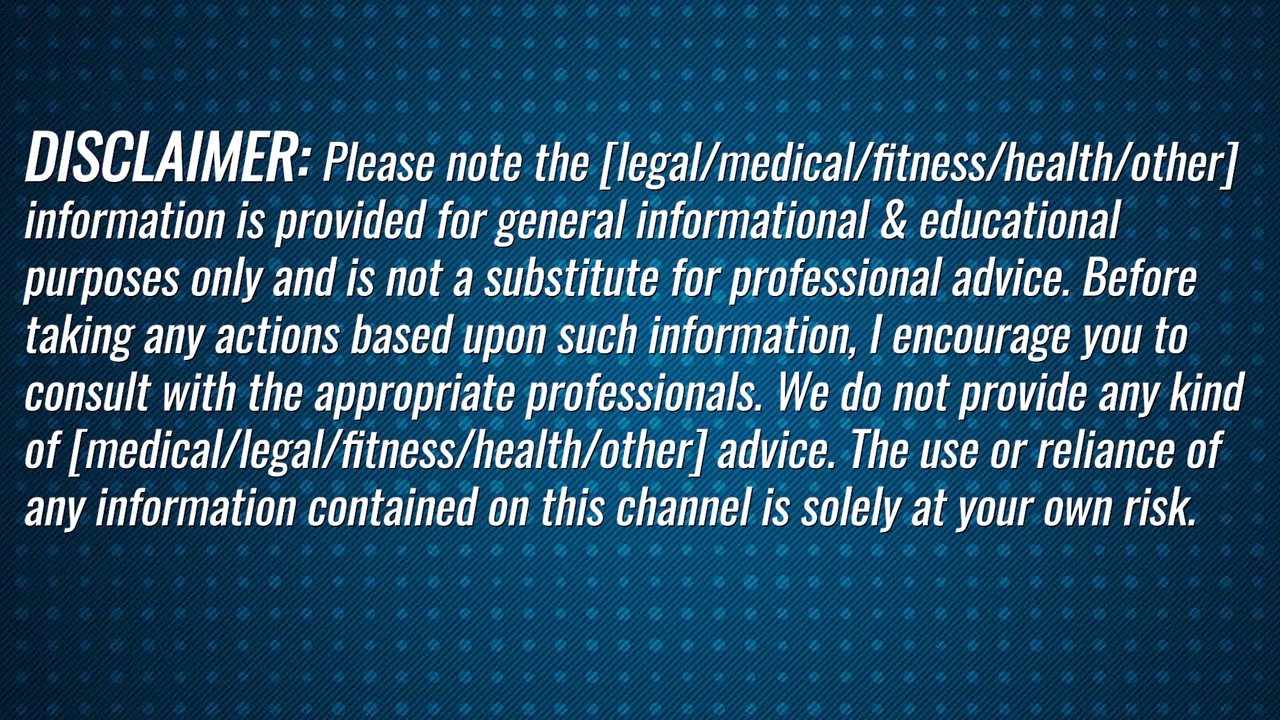 DISCLAIMER: Please note the [legal/medical/fitness/health/other]
information is provided for general informational & educational
purposes only and is not a substitute for professional advice. Before
taking any actions based upon such information, I encourage you to
consult with the appropriate professionals. We do not provide any kind
of [medical/legal/fitness/health/other] advice. The use or reliance of
any information contained on this channel is solely at your own risk.